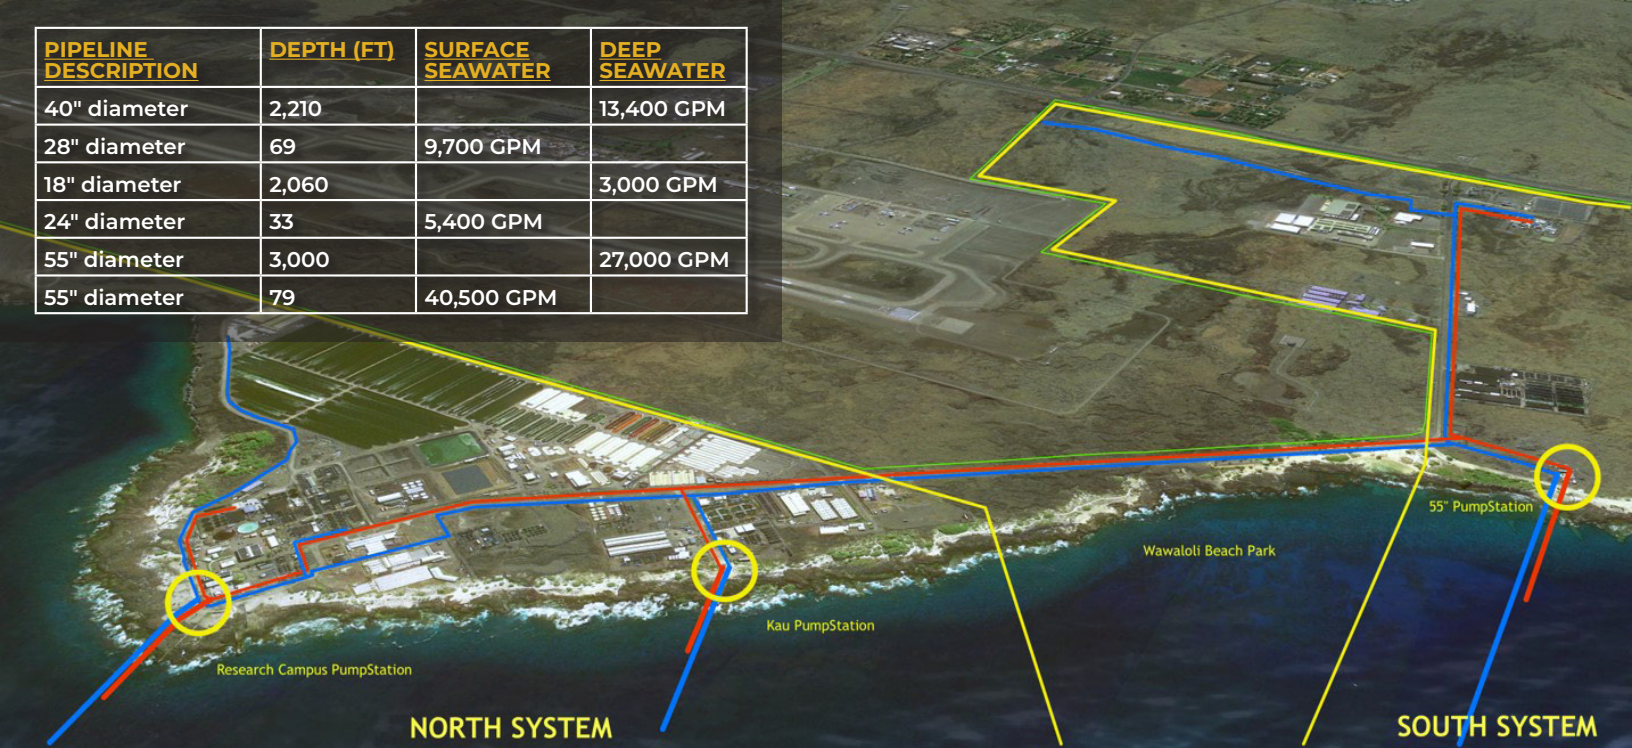 PIPELINE DESCRIPTION DEPTH (FT) SURFACE SEAWATER DEEP SEAWATER
40" diameter 2,210 13,400 GPM
28" diameter 69 9,700 GPM
18" diameter 2,060 3,000 GPM
24" diameter 33 5,400 GPM
55" diameter 3,000 27,000 GPM
55" diameter 79 40,500 GPM
55" PumpStation
Wawaloli Beach Park
Kau PumpStation
Research Campus PumpStation
NORTH SYSTEM
SOUTH SYSTEM